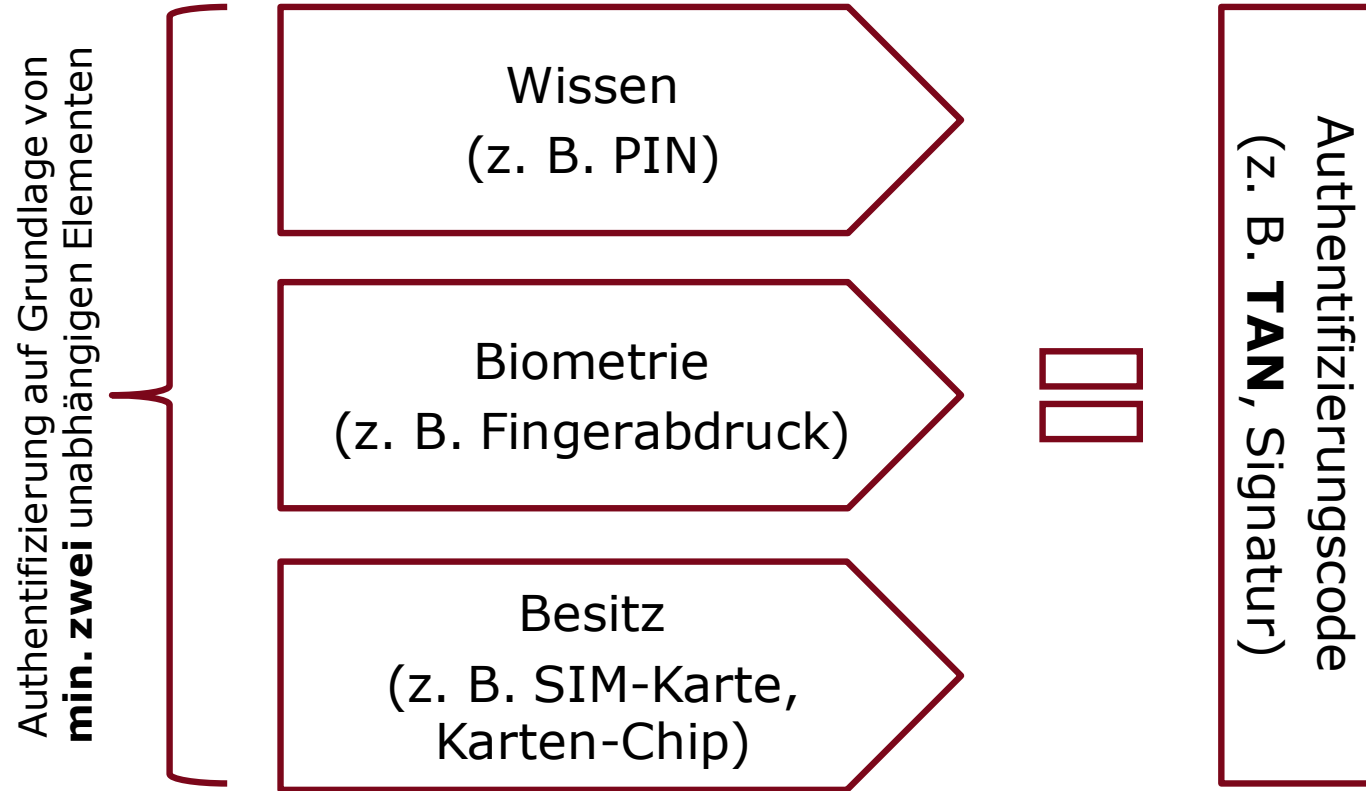 Authentifizierung auf Grundlage von
min. zwei unabhängigen Elementen
Wissen
(z. B. PIN)
Biometrie
(z. B. Fingerabdruck)
Besitz
(z. B. SIM-Karte,
Karten-Chip)
Authentifizierungscode
(z. B. TAN, Signatur)